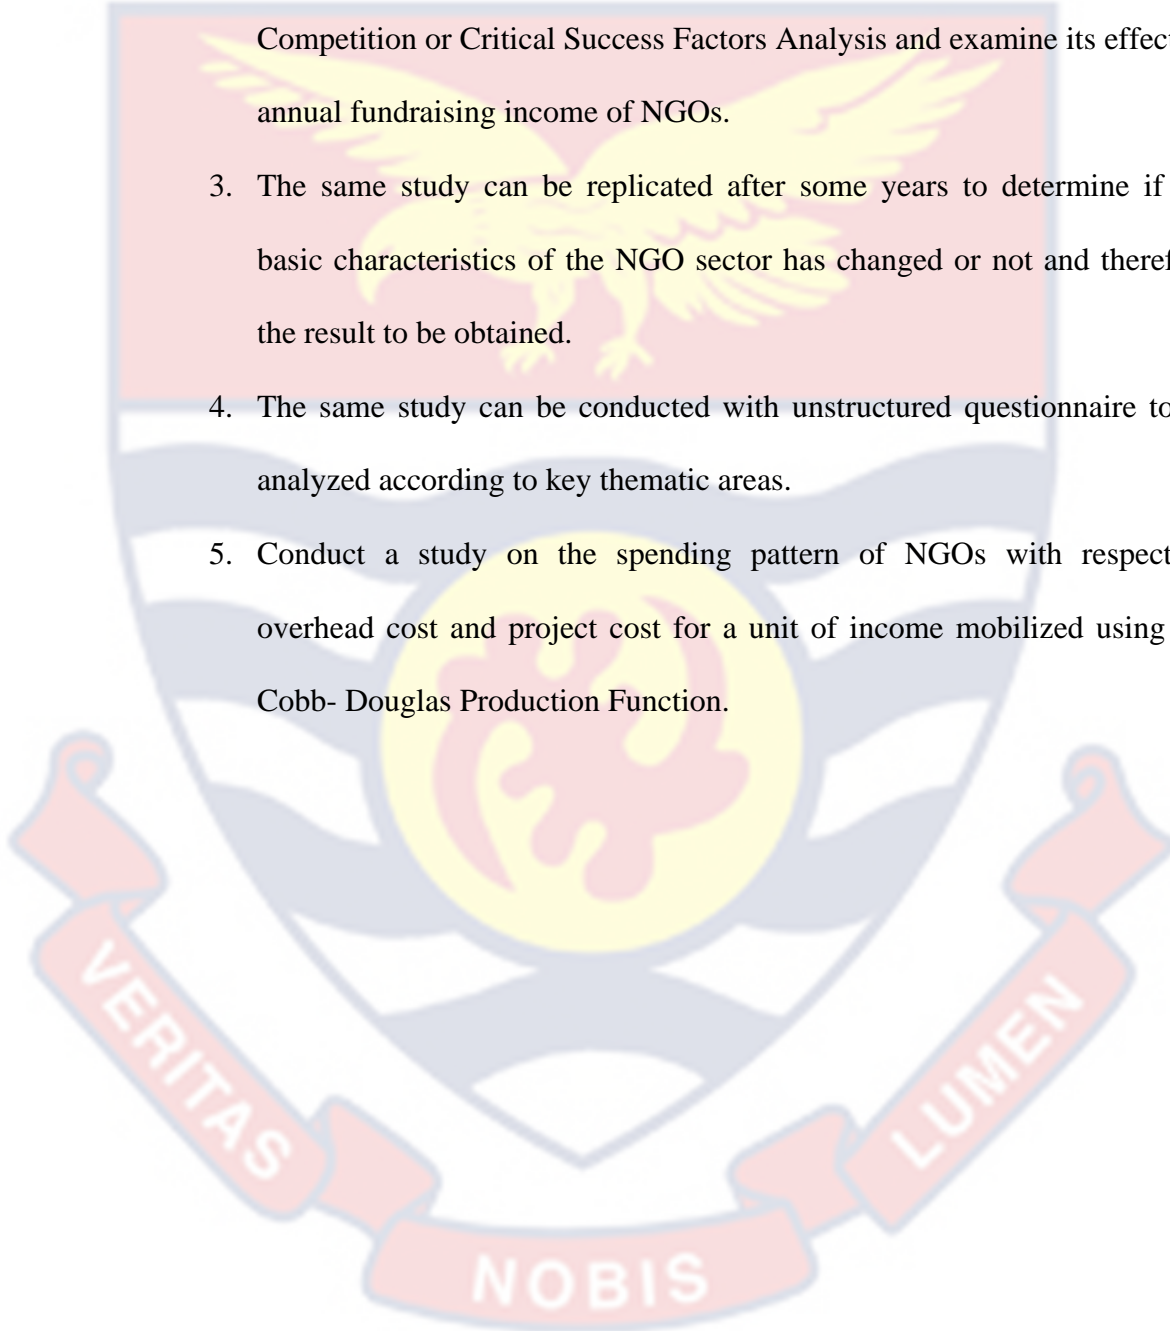 Competition or Critical Success Factors Analysis and examine its effec
annual fundraising income of NGOs.
3. The same study can be replicated after some years to determine if
basic characteristics of the NGO sector has changed or not and theref
the result to be obtained.
4. The same study can be conducted with unstructured questionnaire to
analyzed according to key thematic areas.
5. Conduct a study on the spending pattern of NGOs with respect
overhead cost and project cost for a unit of income mobilized using
Cobb- Douglas Production Function.
VERITAS
NOBIS
LUMEN